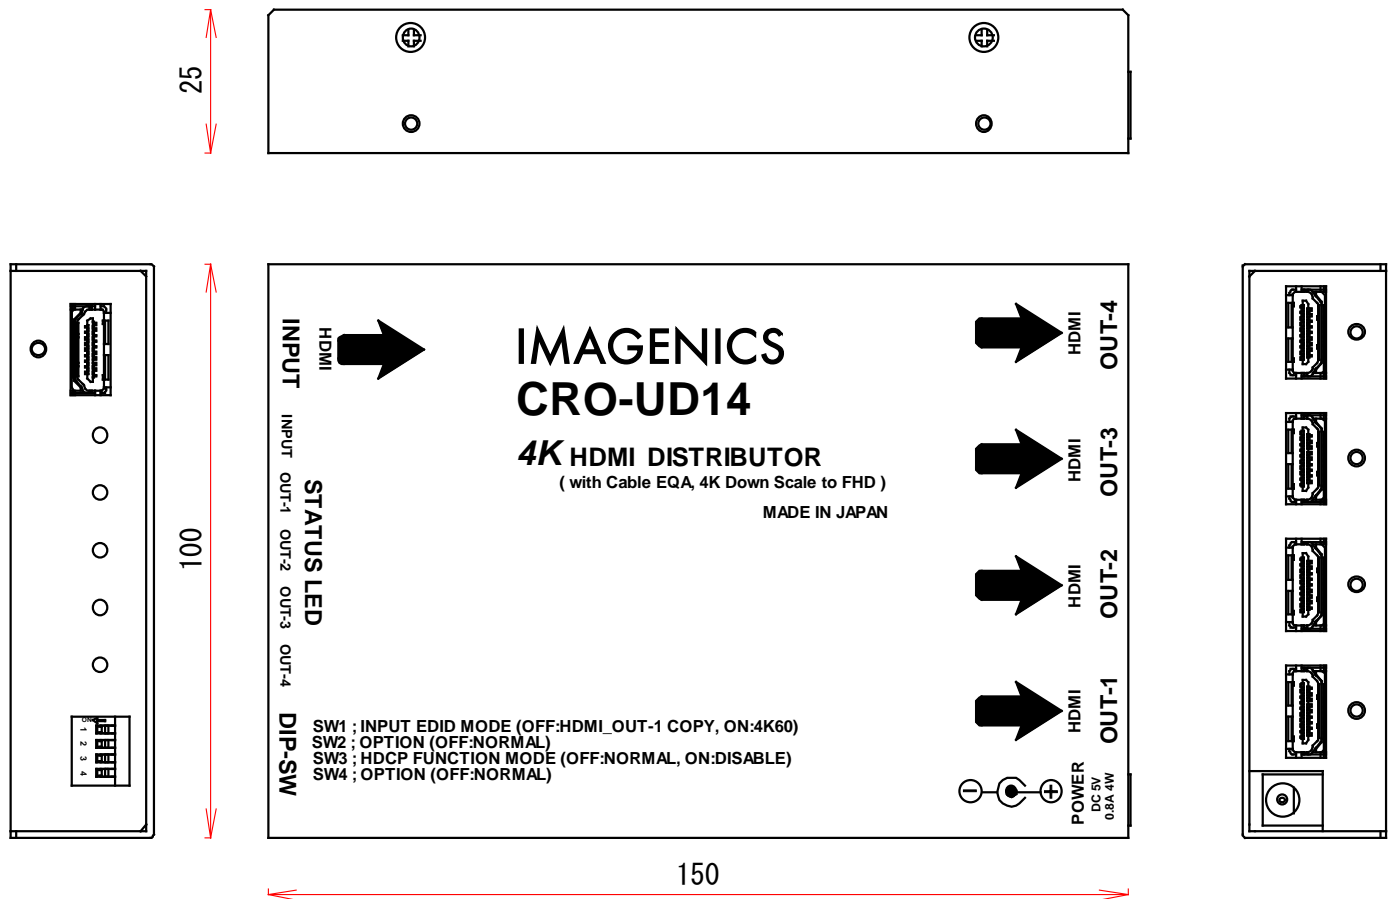 25
100
150
INPUT
HDMI
IMAGENICS
CRO-UD14
4K HDMI DISTRIBUTOR
( with Cable EQA, 4K Down Scale to FHD )
MADE IN JAPAN
HDMI
OUT-4
HDMI
OUT-3
HDMI
OUT-2
HDMI
OUT-1
STATUS LED
INPUT
OUT-1
OUT-2
OUT-3
OUT-4
DIP-SW
SW1 ; INPUT EDID MODE (OFF:HDMI_OUT-1 COPY, ON:4K60)
SW2 ; OPTION (OFF:NORMAL)
SW3 ; HDCP FUNCTION MODE (OFF:NORMAL, ON:DISABLE)
SW4 ; OPTION (OFF:NORMAL)
POWER
DC 5V
0.8A 4W
1
2
3
4